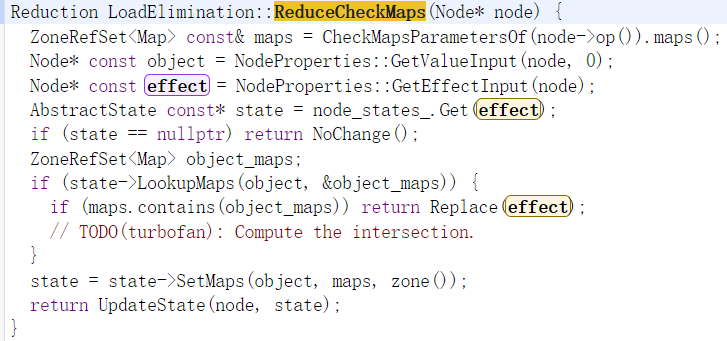 Reduction LoadElimination::ReduceCheckMaps(Node* node) {
  ZoneRefSet<Map> const& maps = CheckMapsParametersOf(node->op()).maps();
  Node* const object = NodeProperties::GetValueInput(node, 0);
  Node* const effect = NodeProperties::GetEffectInput(node);
  AbstractState const* state = node_states_.Get(effect);
  if (state == nullptr) return NoChange();
  ZoneRefSet<Map> object_maps;
  if (state->LookupMaps(object, &object_maps)) {
    if (maps.contains(object_maps)) return Replace(effect);
    // TODO(turbofan): Compute the intersection.
  }
  state = state->SetMaps(object, maps, zone());
  return UpdateState(node, state);
}